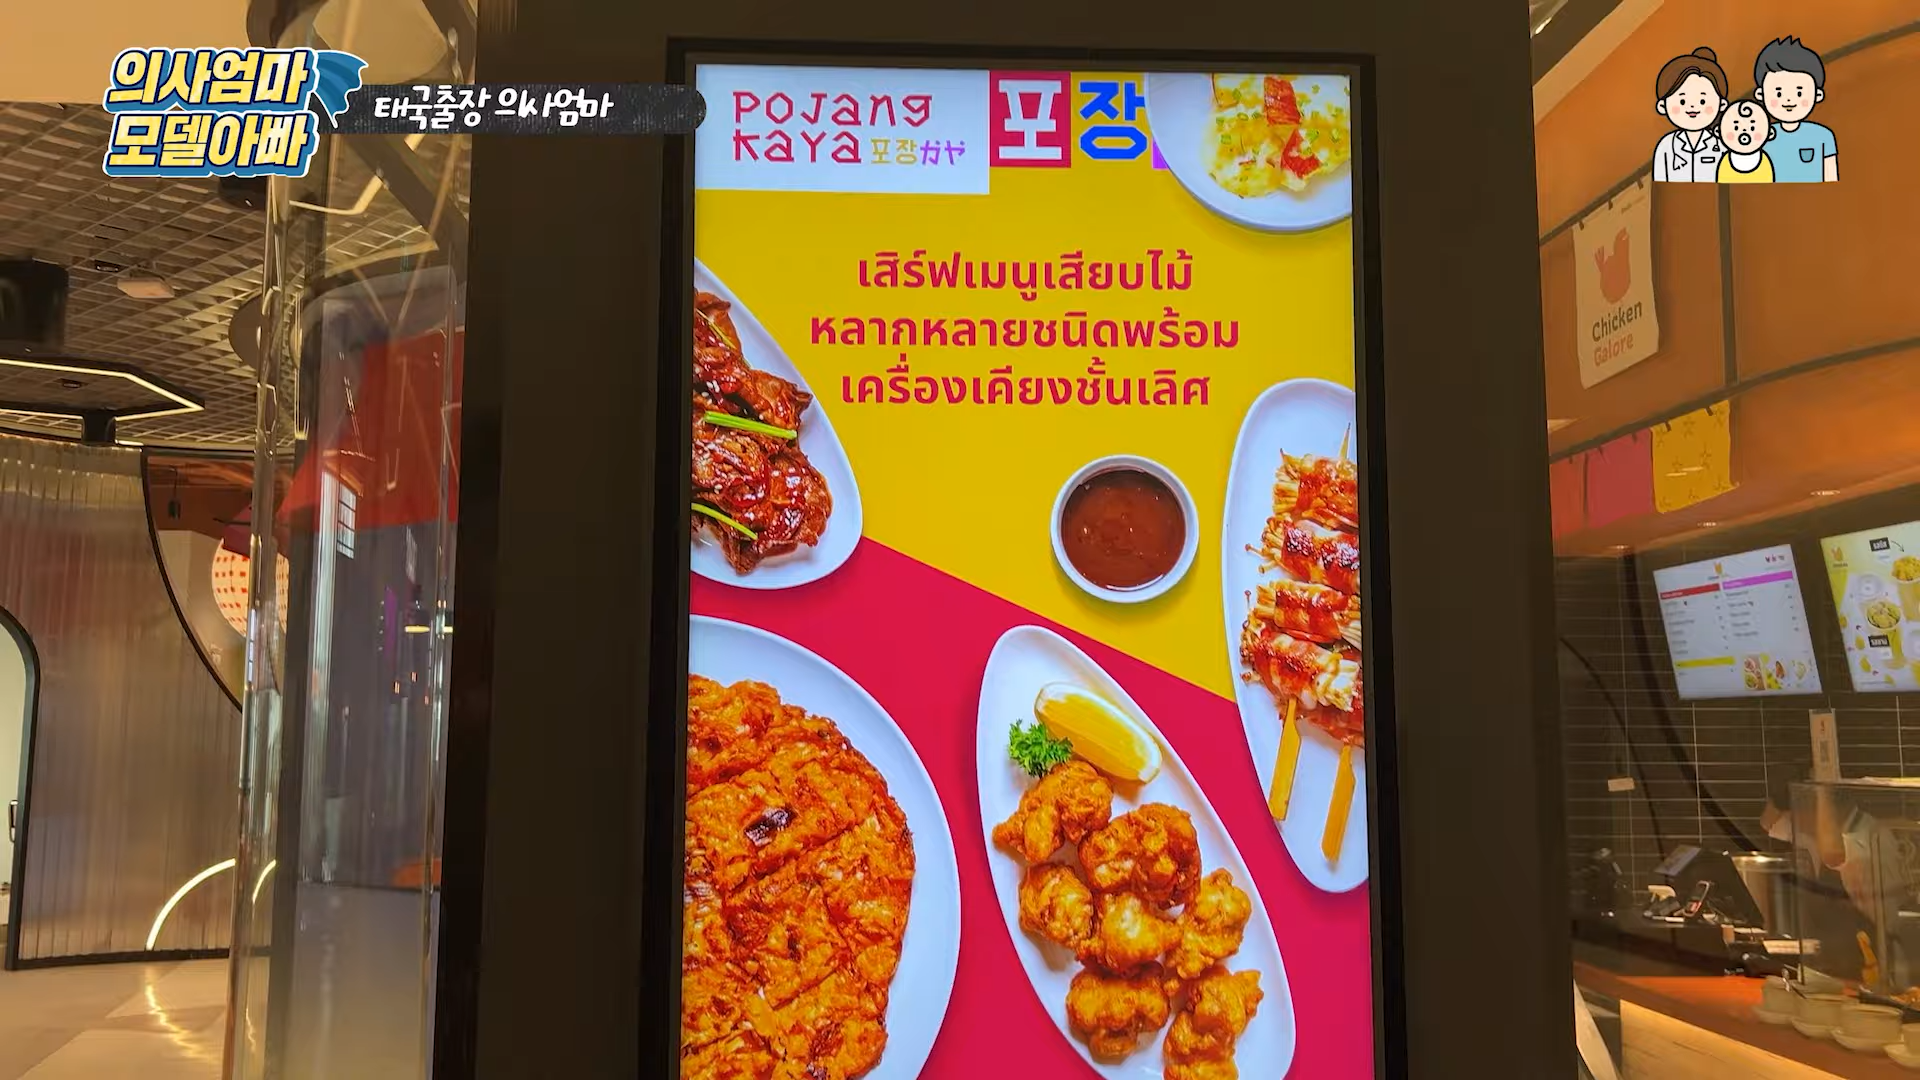 의사엄마
모델아빠
태국출장 의사엄마
POJANG
KAYA 포장かや
포장
เสิร์ฟเมนูเสียบไม้
หลากหลายชนิดพร้อม
เครื่องเคียงชั้นเลิศ
Chicken
Galore